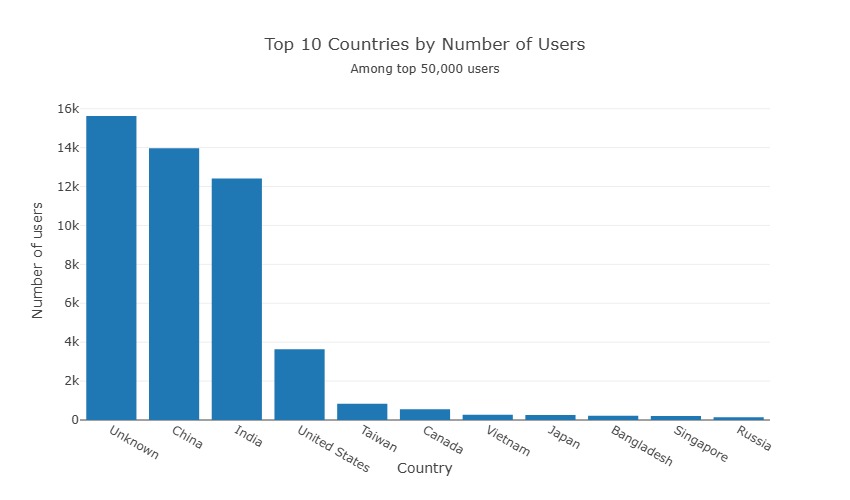 Top 10 Countries by Number of Users
Among top 50,000 users
Number of users
16k
14k
12k
10k
8k
6k
4k
2k
0
Unknown
China
India
United States
Taiwan
Canada
Vietnam
Japan
Bangladesh
Singapore
Russia
Country